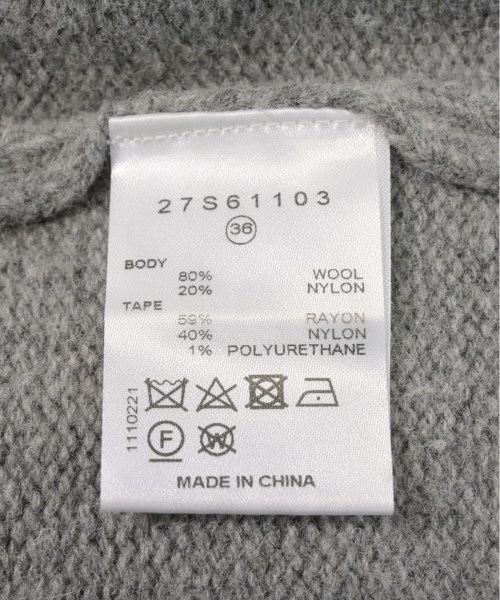 27S61103
36
BODY
80% WOOL
20% NYLON
TAPE
59% RAYON
40% NYLON
1% POLYURETHANE
1110221
F
W
MADE IN CHINA